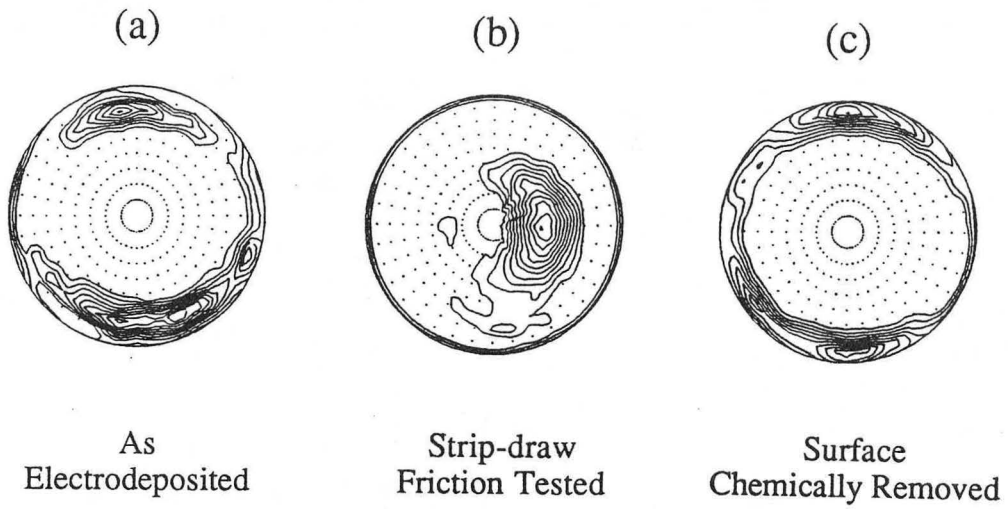 (a)
(b)
(c)
As
Electrodeposited
Strip-draw
Friction Tested
Surface
Chemically Removed